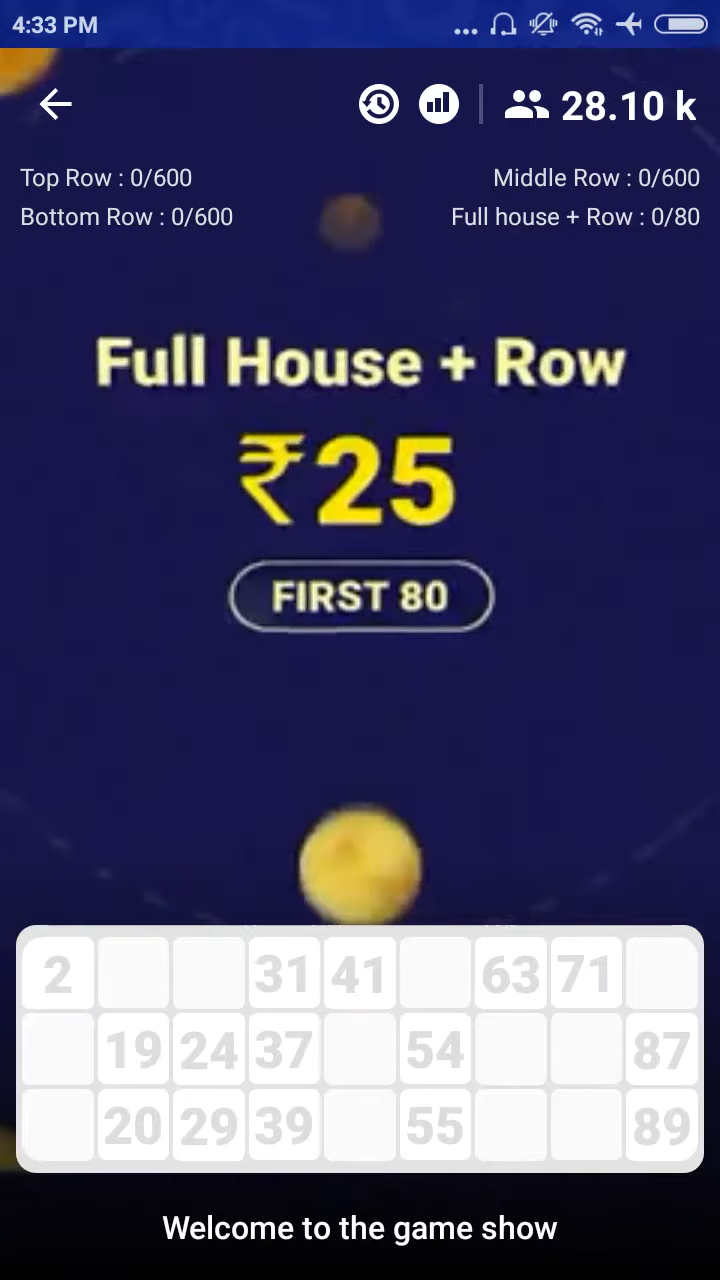 4:33 PM
28.10 k
Top Row : 0/600
Middle Row : 0/600
Bottom Row : 0/600
Full house + Row : 0/80
Full House + Row
₹25
FIRST 80
2 31 41 63 71
19 24 37 54 87
20 29 39 55 89
Welcome to the game show